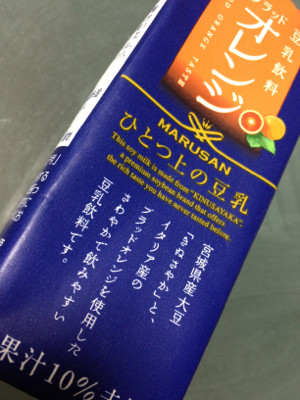 豆乳飲料
ブラッド
オレンジ
OD ORANGE TASTE
MARUSAN
ひとつ上の豆乳
This soy milk is made from "KINUSAYAKA",
a premium soybean brand that offers
the rich taste you have never tasted before.
宮城県産大豆
「きぬさやか」と、
イタリア産の
ブラッドオレンジを使用した
さわやかで飲みやすい
豆乳飲料です。
果汁10%